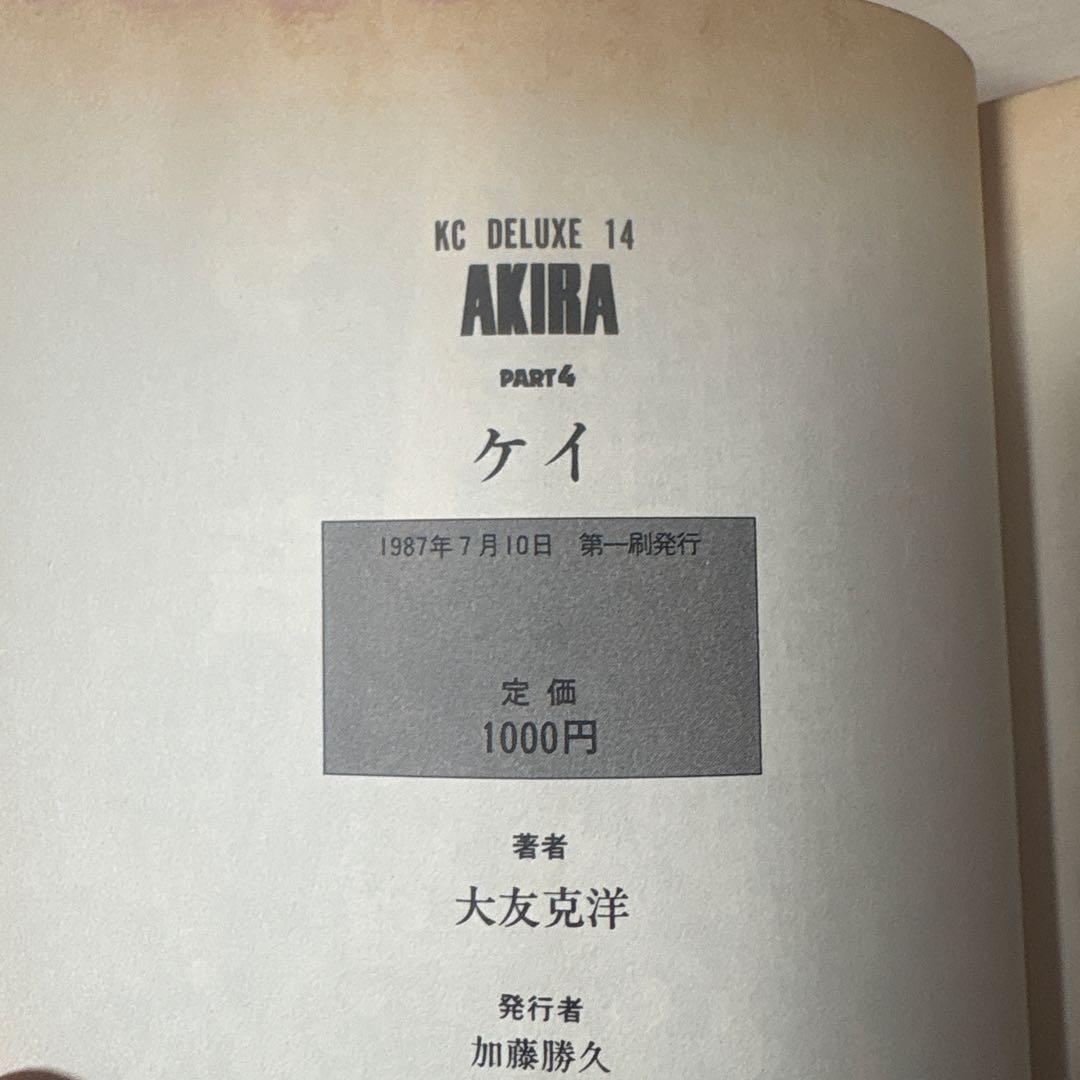 KC DELUXE 14
AKIRA
PART4
ケイ
1987年7月10日 第一刷発行
定価
1000円
著者
大友克洋
発行者
加藤勝久